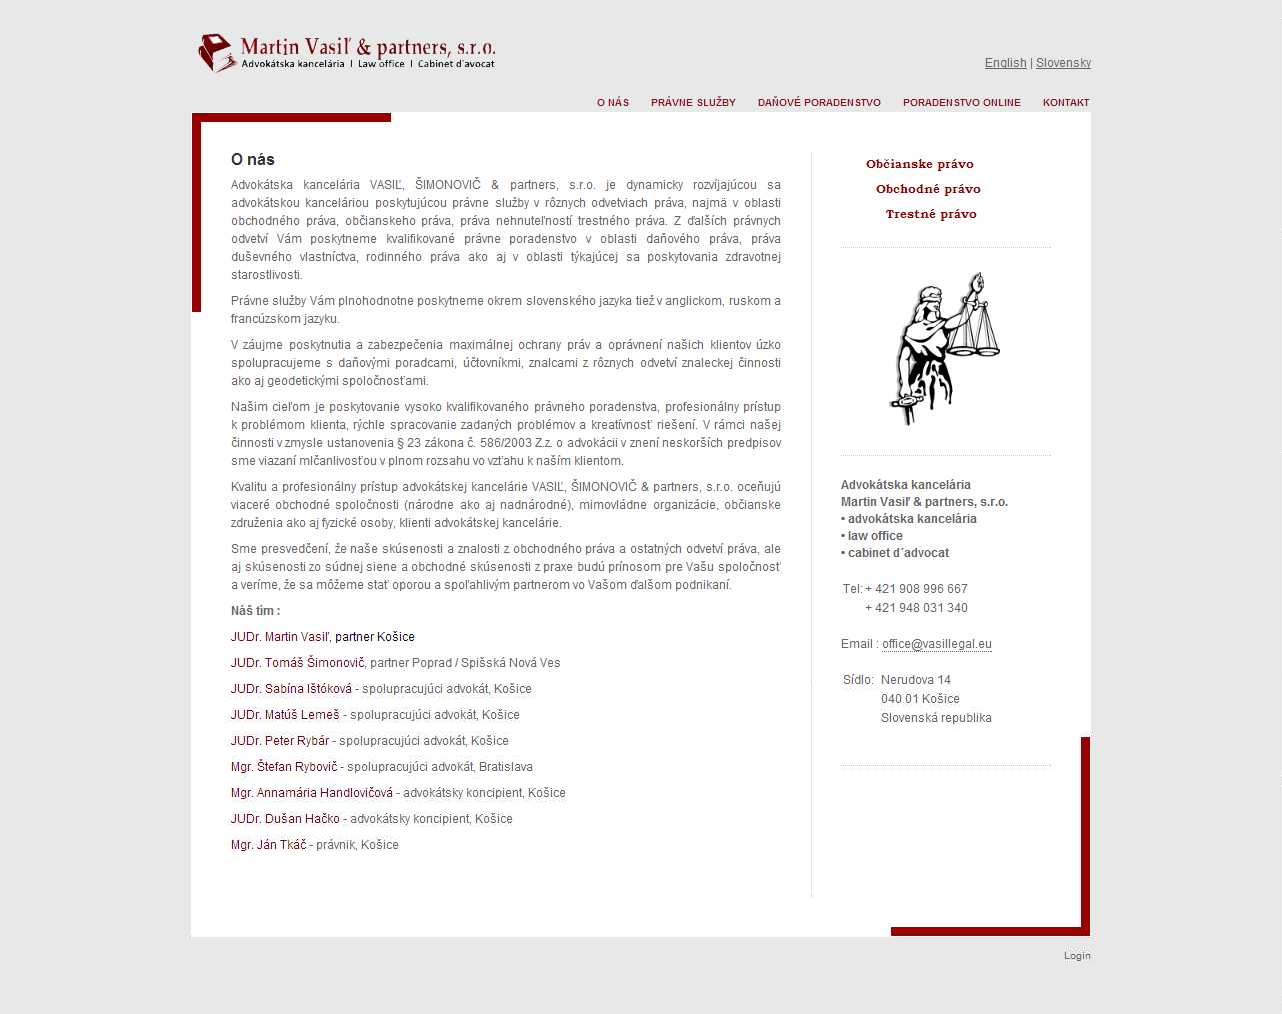 Martin Vasiľ & partners, s.r.o.
Advokátska kancelária I Law office I Cabinet d´avocat
English | Slovensky
O NÁS PRÁVNE SLUŽBY DAŇOVÉ PORADENSTVO PORADENSTVO ONLINE KONTAKT
O nás
Advokátska kancelária VASIĽ, ŠIMONOVIČ & partners, s.r.o. je dynamicky rozvíjajúcou sa
advokátskou kanceláriou poskytujúcou právne služby v rôznych odvetviach práva, najmä v oblasti
obchodného práva, občianskeho práva, práva nehnuteľností trestného práva. Z ďalších právnych
odvetví Vám poskytneme kvalifikované právne poradenstvo v oblasti daňového práva, práva
duševného vlastníctva, rodinného práva ako aj v oblasti týkajúcej sa poskytovania zdravotnej
starostlivosti.
Právne služby Vám plnohodnotne poskytneme okrem slovenského jazyka tiež v anglickom, ruskom a
francúzskom jazyku.
V záujme poskytnutia a zabezpečenia maximálnej ochrany práv a oprávnení našich klientov úzko
spolupracujeme s daňovými poradcami, účtovníkmi, znalcami z rôznych odvetví znaleckej činnosti
ako aj geodetickými spoločnosťami.
Našim cieľom je poskytovanie vysoko kvalifikovaného právneho poradenstva, profesionálny prístup
k problémom klienta, rýchle spracovanie zadaných problémov a kreatívnosť riešení. V rámci našej
činnosti v zmysle ustanovenia § 23 zákona č. 586/2003 Z.z. o advokácii v znení neskorších predpisov
sme viazaní mlčanlivosťou v plnom rozsahu vo vzťahu k naším klientom.
Kvalitu a profesionálny prístup advokátskej kancelárie VASIĽ, ŠIMONOVIČ & partners, s.r.o. oceňujú
viaceré obchodné spoločnosti (národne ako aj nadnárodné), mimovládne organizácie, občianske
združenia ako aj fyzické osoby, klienti advokátskej kancelárie.
Sme presvedčení, že naše skúsenosti a znalosti z obchodného práva a ostatných odvetví práva, ale
aj skúsenosti zo súdnej siene a obchodné skúsenosti z praxe budú prínosom pre Vašu spoločnosť
a veríme, že sa môžeme stať oporou a spoľahlivým partnerom vo Vašom ďalšom podnikaní.
Náš tím :
JUDr. Martin Vasiľ, partner Košice
JUDr. Tomáš Šimonovič, partner Poprad / Spišská Nová Ves
JUDr. Sabína Ištóková - spolupracujúci advokát, Košice
JUDr. Matúš Lemeš - spolupracujúci advokát, Košice
JUDr. Peter Rybár - spolupracujúci advokát, Košice
Mgr. Štefan Rybovič - spolupracujúci advokát, Bratislava
Mgr. Annamária Handlovičová - advokátsky koncipient, Košice
JUDr. Dušan Hačko - advokátsky koncipient, Košice
Mgr. Ján Tkáč - právnik, Košice
Občianske právo
Obchodné právo
Trestné právo
Advokátska kancelária
Martin Vasiľ & partners, s.r.o.
• advokátska kancelária
• law office
• cabinet d´advocat
Tel: + 421 908 996 667
+ 421 948 031 340
Email : office@vasillegal.eu
Sídlo: Nerudova 14
040 01 Košice
Slovenská republika
Login